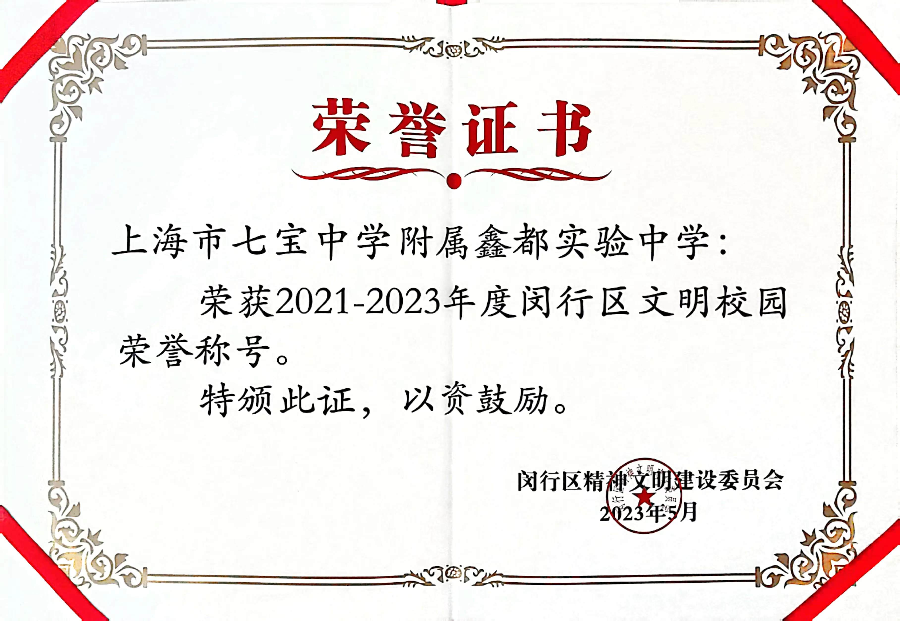 荣誉证书
上海市七宝中学附属鑫都实验中学：
荣获2021-2023年度闵行区文明校园
荣誉称号。
特颁此证，以资鼓励。
闵行区精神文明建设委员会
2023年5月